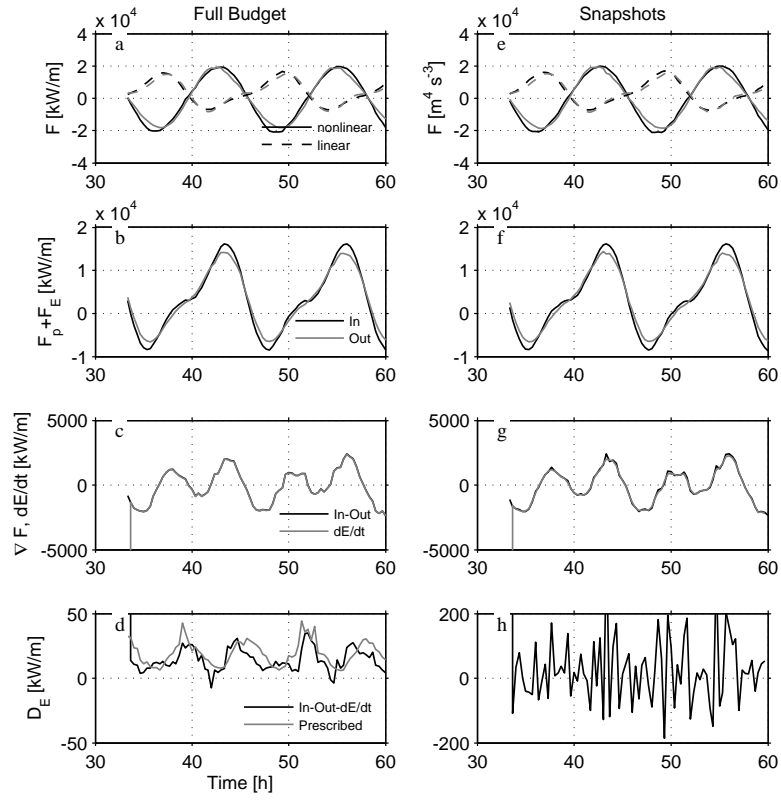 Full Budget
Snapshots
x 10^4
a
F [kW/m]
4
2
0
-2
-4
nonlinear
linear
30
40
50
60
x 10^4
e
F [m^4 s^-3]
4
2
0
-2
-4
30
40
50
60
x 10^4
b
F_p+F_E [kW/m]
2
1
0
-1
In
Out
30
40
50
60
x 10^4
f
2
1
0
-1
30
40
50
60
c
∇ F, dE/dt [kW/m]
5000
0
-5000
In-Out
dE/dt
30
40
50
60
g
5000
0
-5000
30
40
50
60
d
D_E [kW/m]
50
0
-50
In-Out-dE/dt
Prescribed
30
40
50
60
Time [h]
h
200
0
-200
30
40
50
60